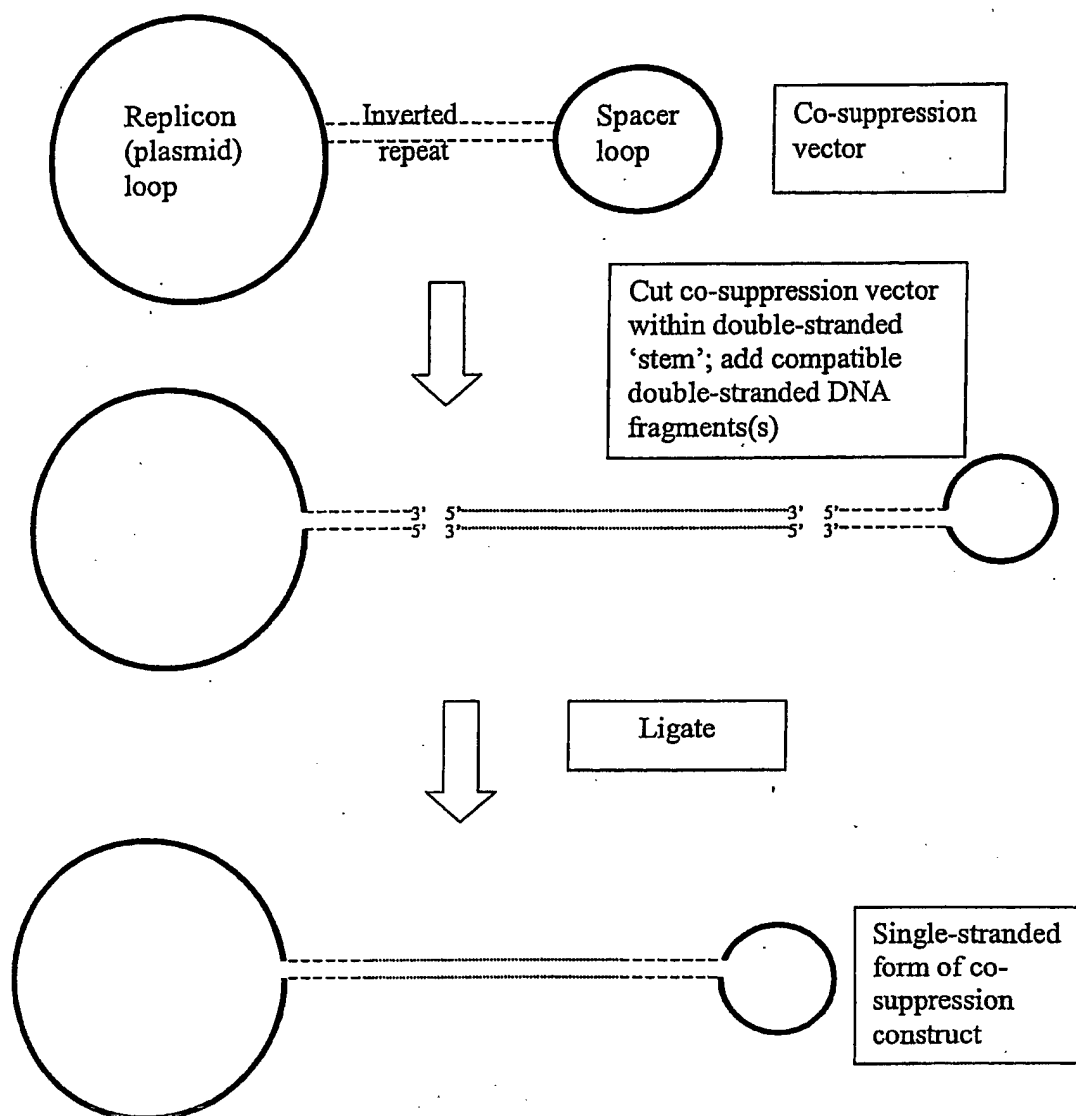 Replicon
(plasmid)
loop
Inverted
repeat
Spacer
loop
Co-suppression
vector
Cut co-suppression vector
within double-stranded
‘stem’; add compatible
double-stranded DNA
fragments(s)
3’ 5’ 3’ 5’
5’ 3’ 5’ 3’
Ligate
Single-stranded
form of co-
suppression
construct